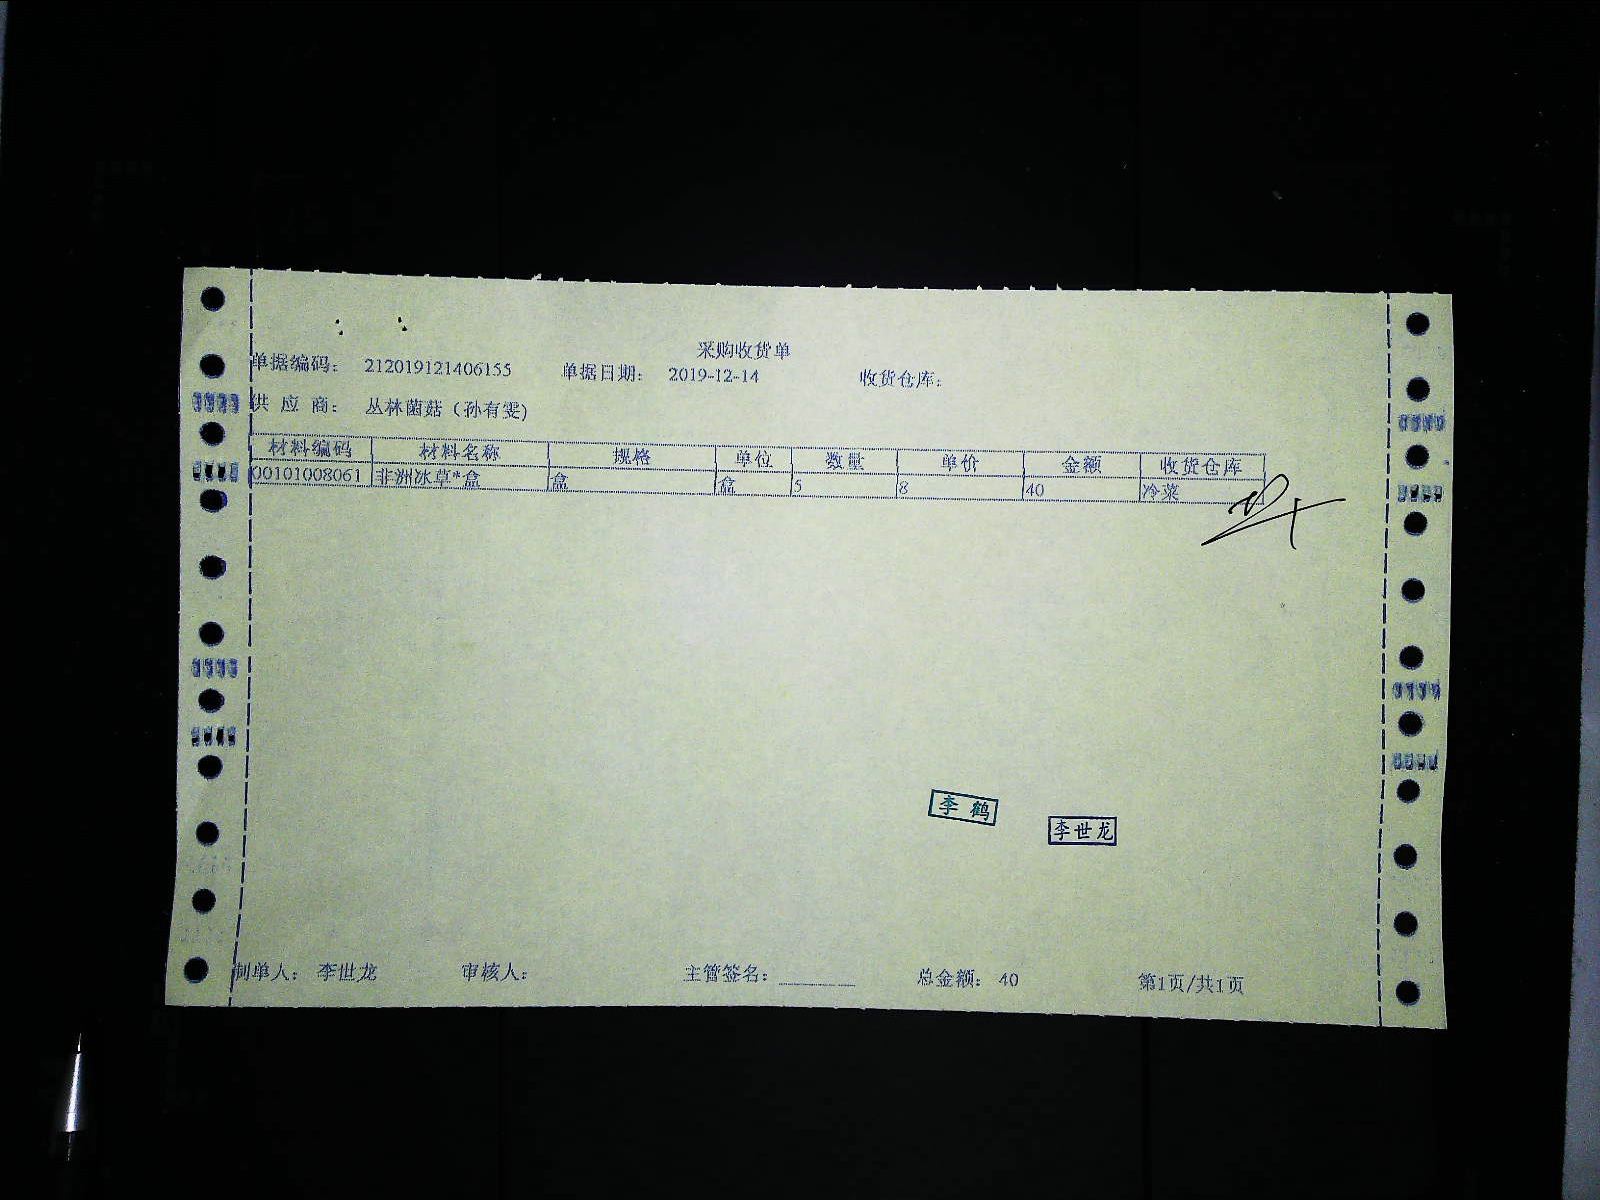 采购收货单
单据编码： 212019121406155 单据日期： 2019-12-14 收货仓库：
供 应 商： 丛林菌菇（孙有雯）
材料编码 材料名称 规格 单位 数量 单价 金额 收货仓库
00101008061 非洲冰草*盒 盒 盒 5 8 40 冷菜
李 鹤
李世龙
制单人： 李世龙 审核人： 主管签名： 总金额： 40 第1页/共1页